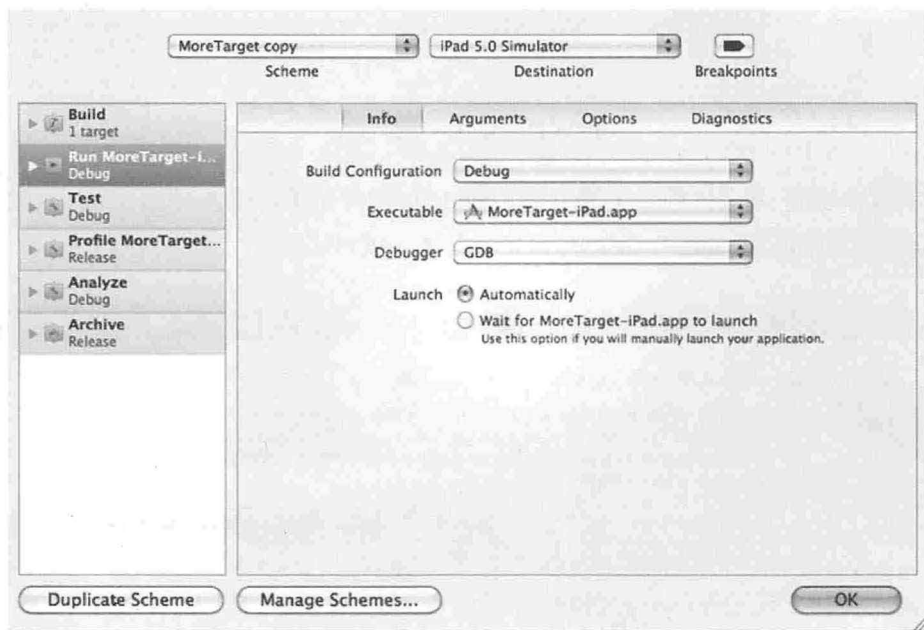 MoreTarget copy
iPad 5.0 Simulator
Scheme
Destination
Breakpoints
Build
1 target
Run MoreTarget-i...
Debug
Test
Debug
Profile MoreTarget...
Release
Analyze
Debug
Archive
Release
Info
Arguments
Options
Diagnostics
Build Configuration
Debug
Executable
MoreTarget-iPad.app
Debugger
GDB
Launch
Automatically
Wait for MoreTarget-iPad.app to launch
Use this option if you will manually launch your application.
Duplicate Scheme
Manage Schemes...
OK